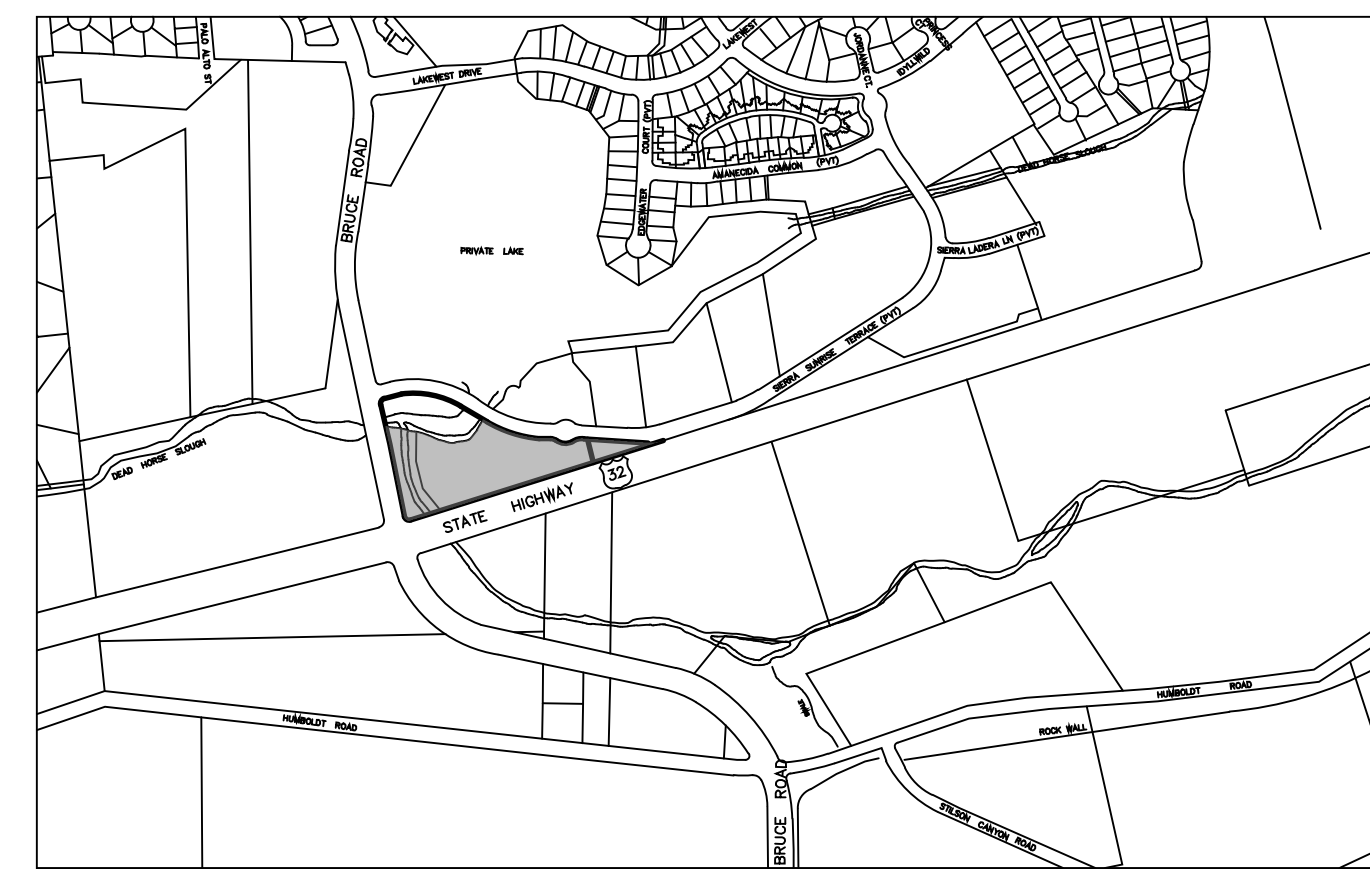 PALO ALTO ST
LAKEWEST DRIVE
LAKEWEST
JORDANNE CT.
IDYLLWILD
CT
PRINCESS
BRUCE ROAD
COURT (PVT)
EDGEWATER
AMANECIDA COMMON (PVT)
DEAD HORSE SLOUGH
PRIVATE LAKE
SIERRA LADERA LN (PVT)
SIERRA SUNRISE TERRACE (PVT)
DEAD HORSE SLOUGH
STATE HIGHWAY
32
HUMBOLDT ROAD
HUMBOLDT ROAD
ROCK WALL
BRUCE ROAD
STILSON CANYON ROAD